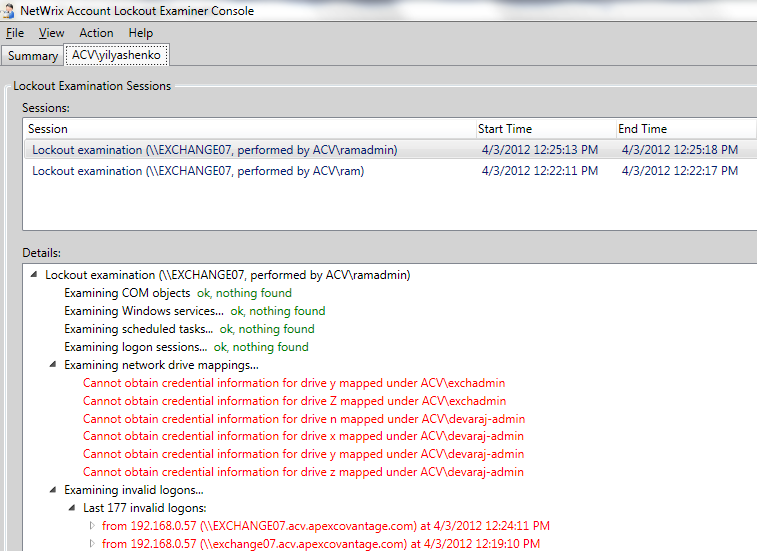 NetWrix Account Lockout Examiner Console
File View Action Help
Summary ACV\yilyashenko
Lockout Examination Sessions
Sessions:
Session Start Time End Time
Lockout examination (\\EXCHANGE07, performed by ACV\ramadmin) 4/3/2012 12:25:13 PM 4/3/2012 12:25:18 PM
Lockout examination (\\EXCHANGE07, performed by ACV\ram) 4/3/2012 12:22:11 PM 4/3/2012 12:22:17 PM
Details:
Lockout examination (\\EXCHANGE07, performed by ACV\ramadmin)
Examining COM objects ok, nothing found
Examining Windows services... ok, nothing found
Examining scheduled tasks... ok, nothing found
Examining logon sessions... ok, nothing found
Examining network drive mappings...
Cannot obtain credential information for drive y mapped under ACV\exchadmin
Cannot obtain credential information for drive Z mapped under ACV\exchadmin
Cannot obtain credential information for drive n mapped under ACV\devaraj-admin
Cannot obtain credential information for drive x mapped under ACV\devaraj-admin
Cannot obtain credential information for drive y mapped under ACV\devaraj-admin
Cannot obtain credential information for drive z mapped under ACV\devaraj-admin
Examining invalid logons...
Last 177 invalid logons:
from 192.168.0.57 (\\EXCHANGE07.acv.apexcovantage.com) at 4/3/2012 12:24:11 PM
from 192.168.0.57 (\\exchange07.acv.apexcovantage.com) at 4/3/2012 12:19:10 PM